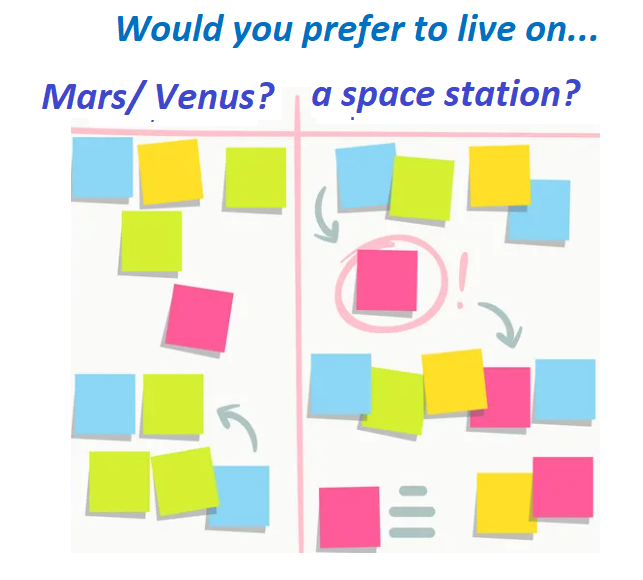 Would you prefer to live on...
Mars/ Venus? a space station?